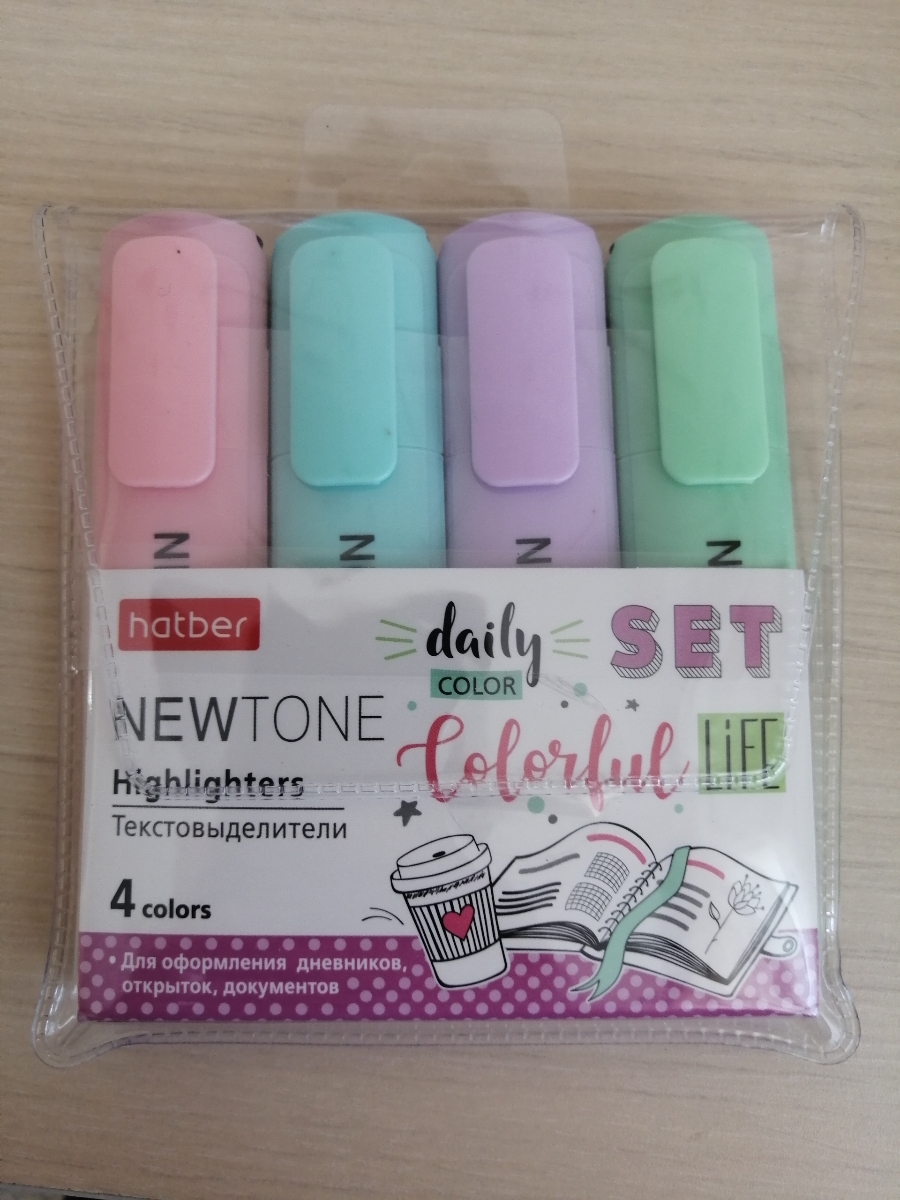 hatber
daily
COLOR
SET
NEWTONE
Colorful LiFE
Highlighters
Текстовыделители
4 colors
• Для оформления дневников,
открыток, документов